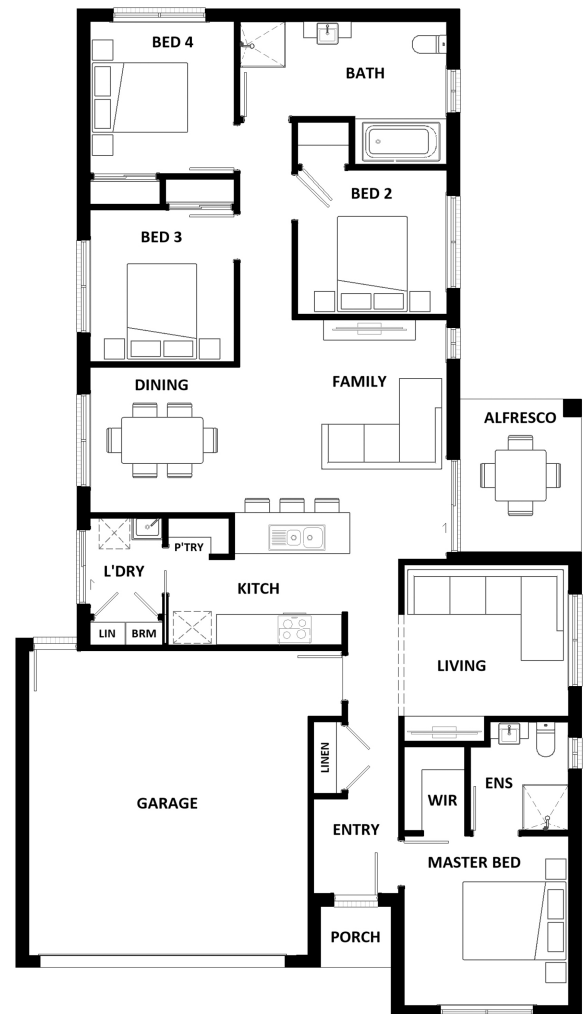 BED 4
BATH
BED 2
BED 3
DINING
FAMILY
ALFRESCO
P'TRY
L'DRY
KITCH
LIN
BRM
LIVING
LINEN
ENS
WIR
GARAGE
ENTRY
MASTER BED
PORCH